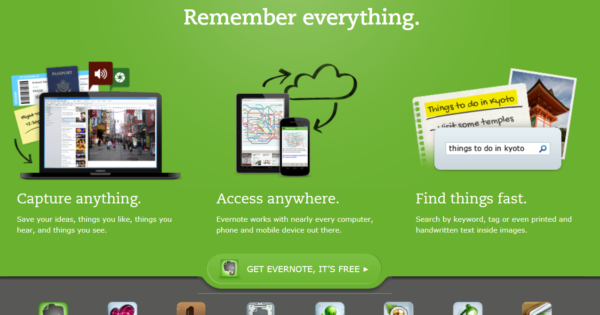 Remember everything.
PASSPORT
Things to do in Kyoto
Visit some temples
things to do in kyoto
Capture anything.
Save your ideas, things you like, things you
hear, and things you see.
Access anywhere.
Evernote works with nearly every computer,
phone and mobile device out there.
Find things fast.
Search by keyword, tag or even printed and
handwritten text inside images.
GET EVERNOTE, IT'S FREE ▸